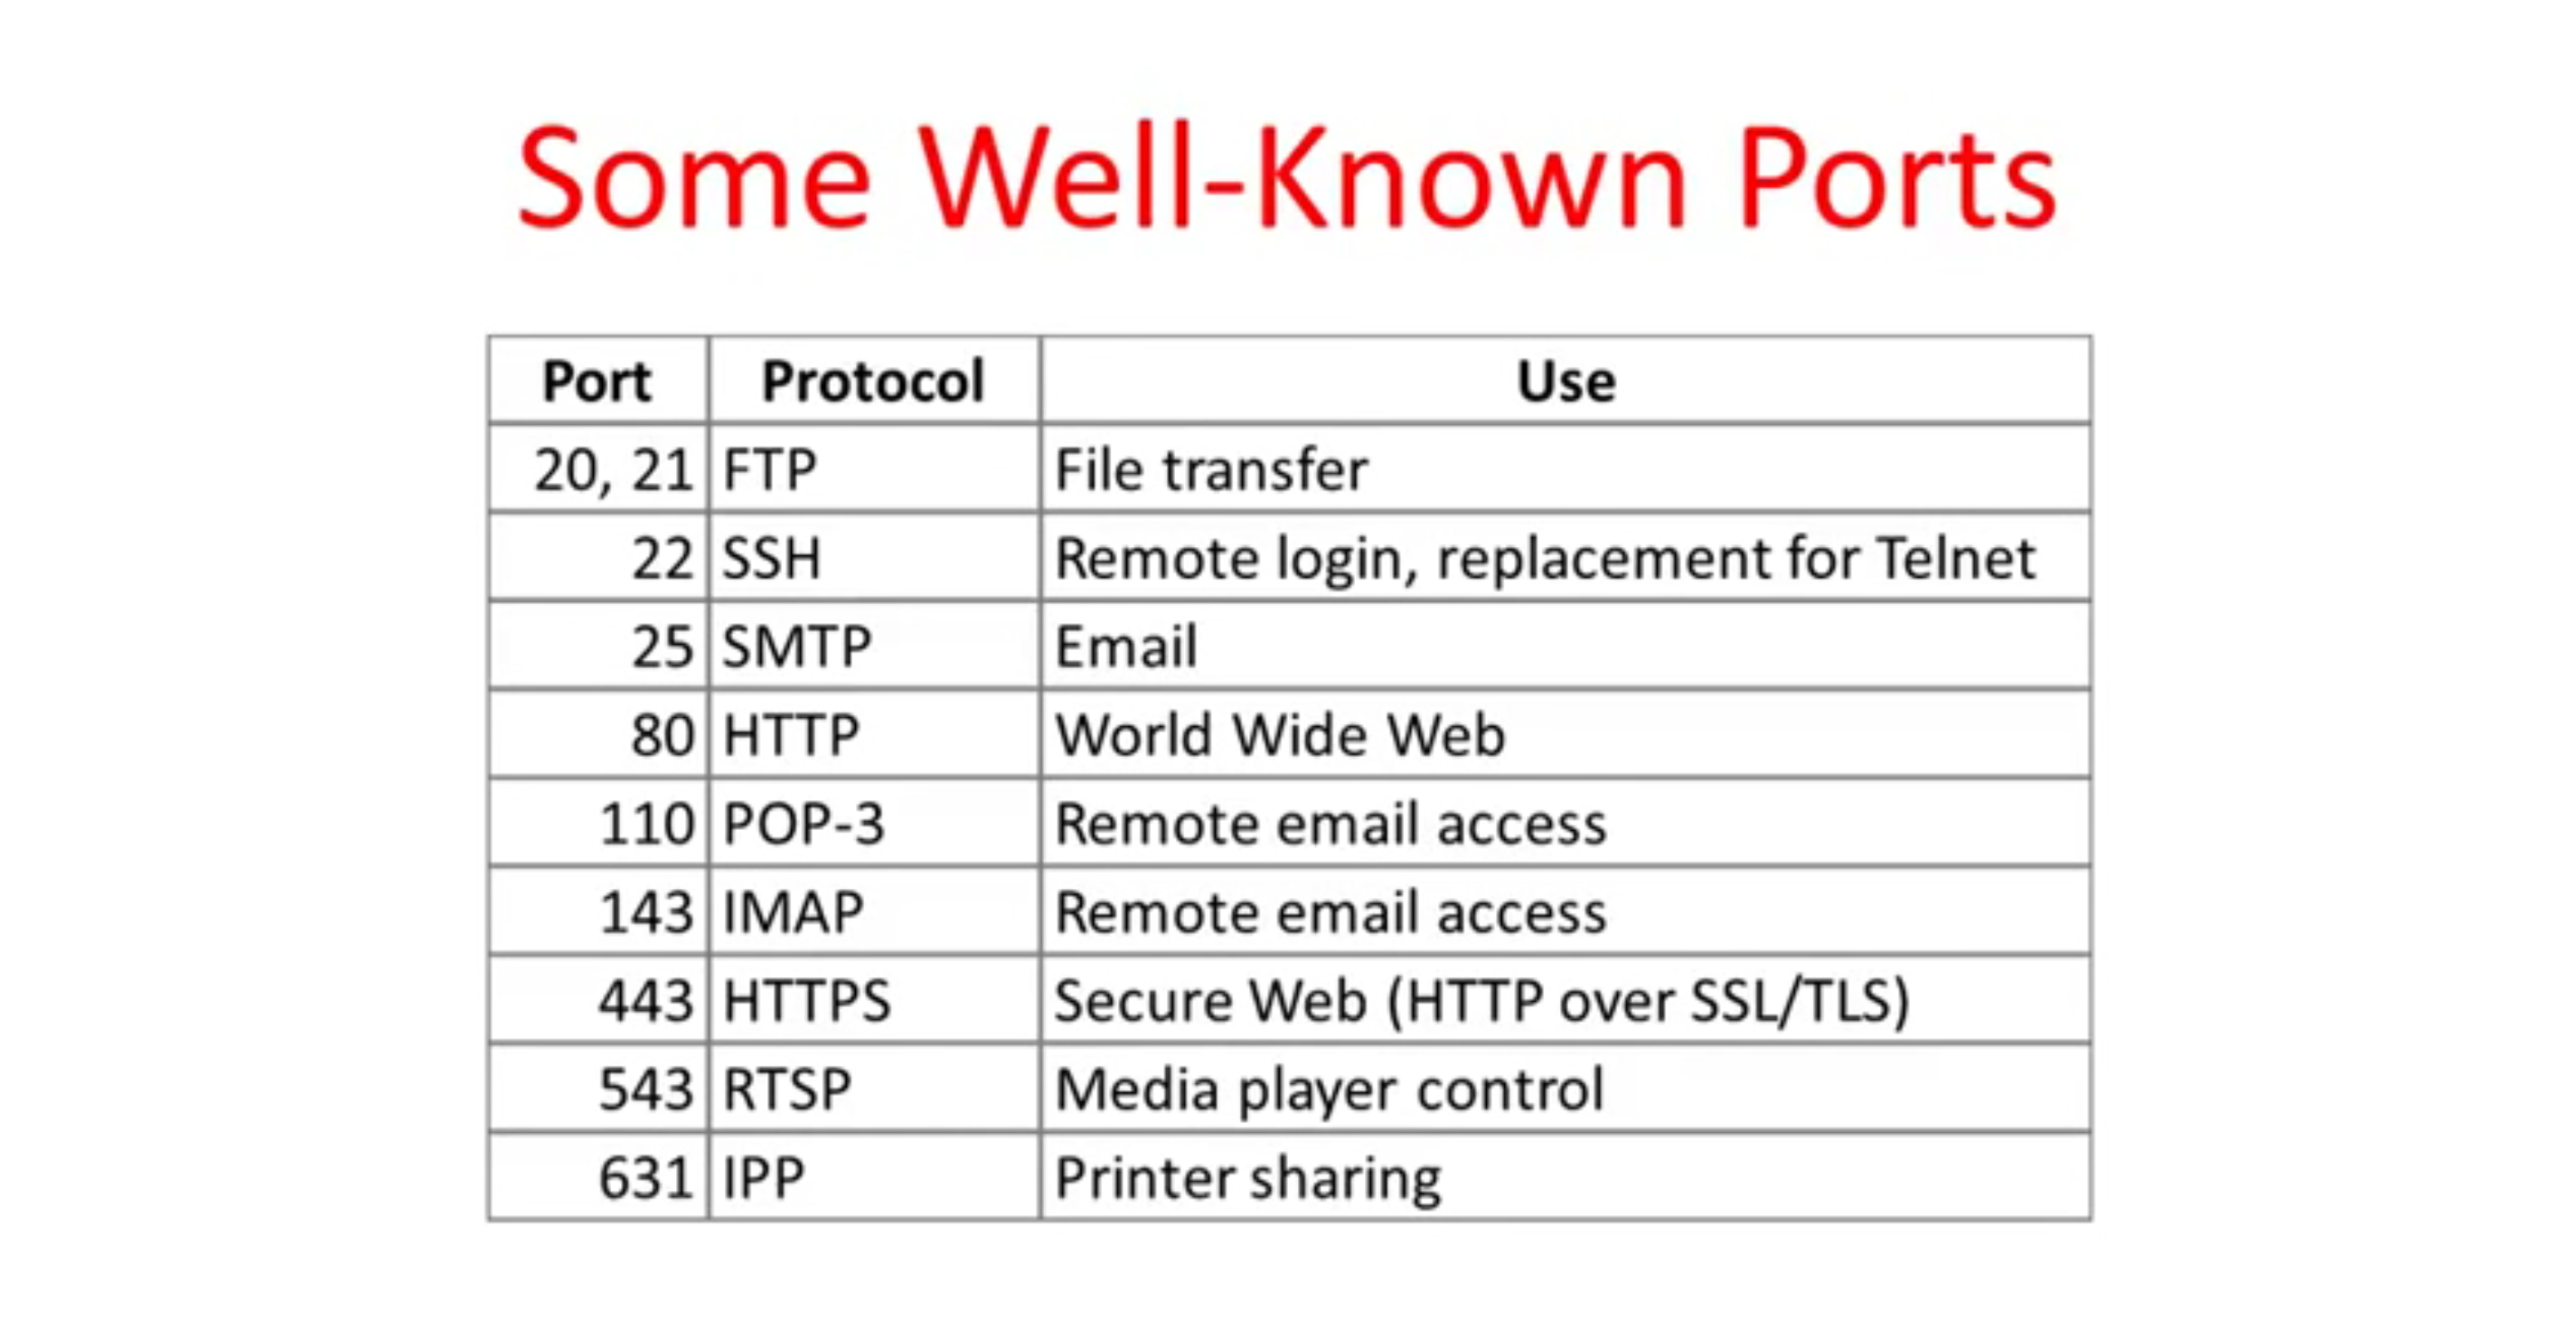 Some Well-Known Ports
Port Protocol Use
20, 21 FTP File transfer
22 SSH Remote login, replacement for Telnet
25 SMTP Email
80 HTTP World Wide Web
110 POP-3 Remote email access
143 IMAP Remote email access
443 HTTPS Secure Web (HTTP over SSL/TLS)
543 RTSP Media player control
631 IPP Printer sharing